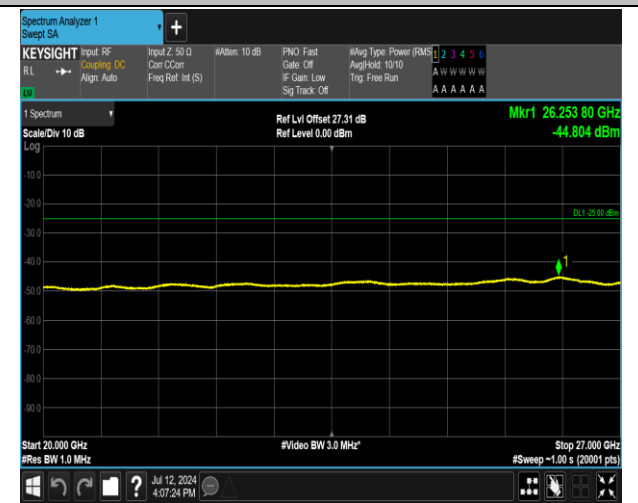 Spectrum Analyzer 1
Swept SA
+
KEYSIGHT
RL
Input: RF
Coupling: DC
Align: Auto
Input Z: 50 Ω
Corr CCorr
Freq Ref: Int (S)
#Atten: 10 dB
PNO: Fast
Gate: Off
IF Gain: Low
Sig Track: Off
#Avg Type: Power (RMS
Avg|Hold: 10/10
Trig: Free Run
1 2 3 4 5 6
A W W W W W
A A A A A A
1 Spectrum
Scale/Div 10 dB
Log
Ref Lvl Offset 27.31 dB
Ref Level 0.00 dBm
Mkr1 26.253 80 GHz
-44.804 dBm
-10.0
-20.0
DL1 -25.00 dBm
-30.0
-40.0
1
-50.0
-60.0
-70.0
-80.0
-90.0
Start 20.000 GHz
#Res BW 1.0 MHz
#Video BW 3.0 MHz*
Stop 27.000 GHz
#Sweep ~1.00 s (20001 pts)
?
Jul 12, 2024
4:07:24 PM